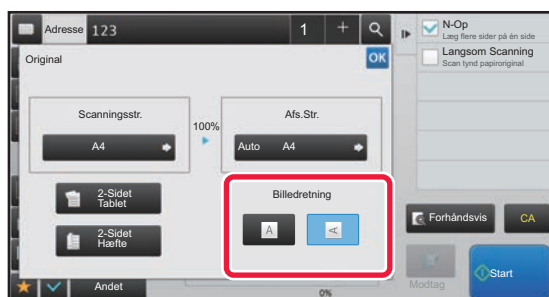 Adresse 123 1 +
N-Op
Læg flere sider på én side
Langsom Scanning
Scan tynd papiroriginal
Original
OK
Scanningsstr.
A4
100%
Afs.Str.
Auto A4
2-Sidet
Tablet
2-Sidet
Hæfte
Billedretning
A A
Forhåndsvis
CA
Andet
0%
Modtag
Start